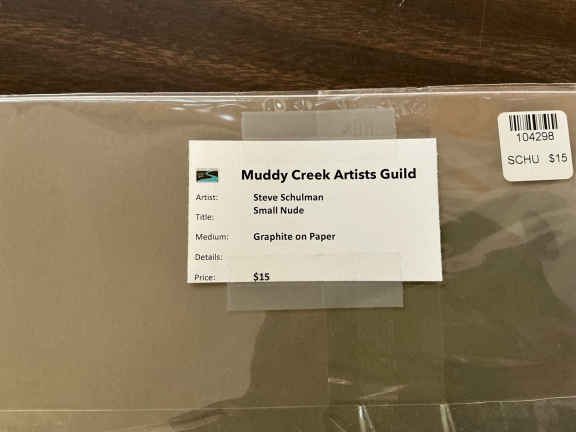 Muddy Creek Artists Guild
Artist: Steve Schulman
Title: Small Nude
Medium: Graphite on Paper
Details:
Price: $15
104298
SCHU $15